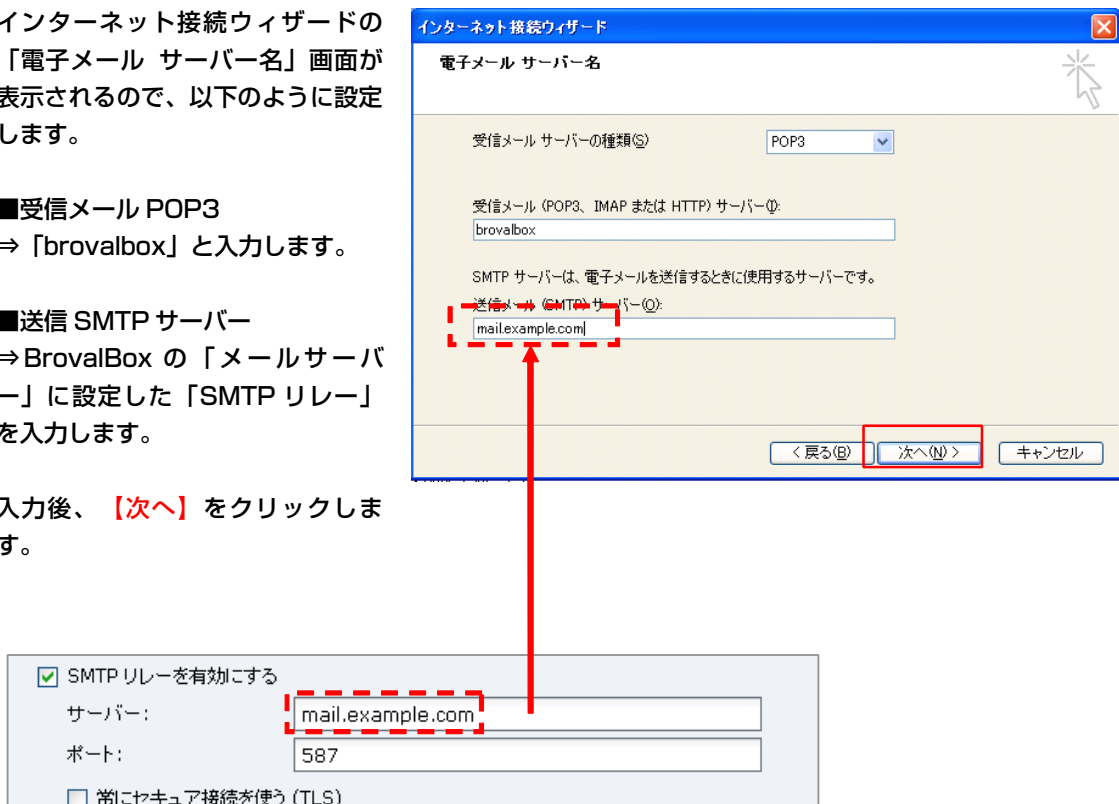 インターネット接続ウィザードの
「電子メール サーバー名」画面が
表示されるので、以下のように設定
します。
■受信メール POP3
⇒「brovalbox」と入力します。
■送信 SMTP サーバー
⇒BrovalBox の「メールサーバ
ー」に設定した「SMTP リレー」
を入力します。
入力後、【次へ】をクリックしま
す。
インターネット接続ウィザード
電子メール サーバー名
受信メール サーバーの種類(S) POP3
受信メール (POP3、IMAP または HTTP) サーバー(I):
brovalbox
SMTP サーバーは、電子メールを送信するときに使用するサーバーです。
送信メール (SMTP) サーバー(O):
mail.example.com
< 戻る(B) 次へ(N) > キャンセル
SMTP リレーを有効にする
サーバー: mail.example.com
ポート: 587
常にセキュア接続を使う (TLS)